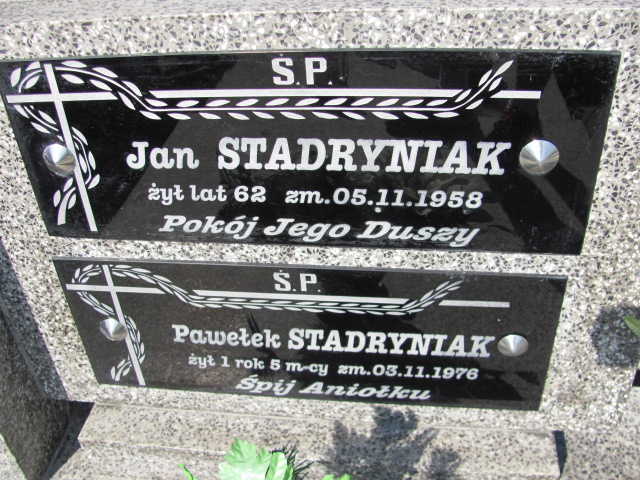 Ś.P.
Jan STADRYNIAK
żył lat 62 zm. 05.11.1958
Pokój Jego Duszy
Ś.P.
Pawełek STADRYNIAK
żył 1 rok 5 m-cy zm. 03.11.1976
Śpij Aniołku